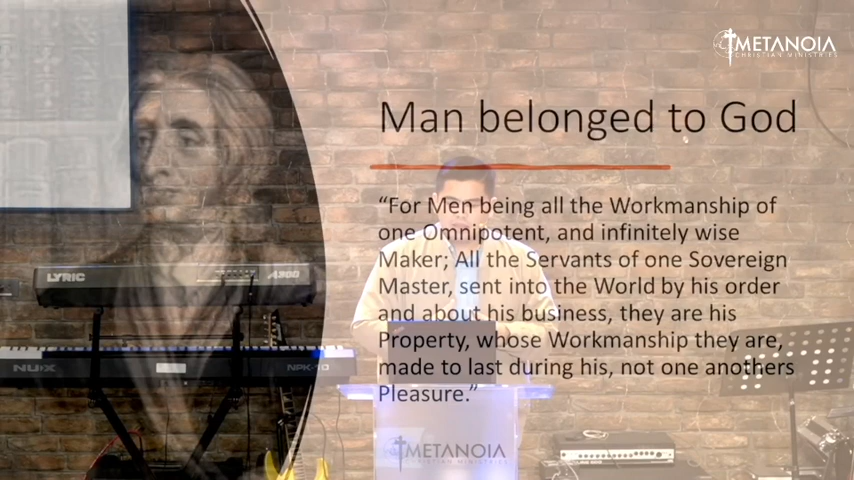 METANOIA
CHRISTIAN MINISTRIES
Man belonged to God
“For Men being all the Workmanship of
one Omnipotent, and infinitely wise
Maker; All the Servants of one Sovereign
Master, sent into the World by his order
and about his business, they are his
Property, whose Workmanship they are,
made to last during his, not one anothers
Pleasure.”
LYRIC
NUX
NPK-10
METANOIA
CHRISTIAN MINISTRIES